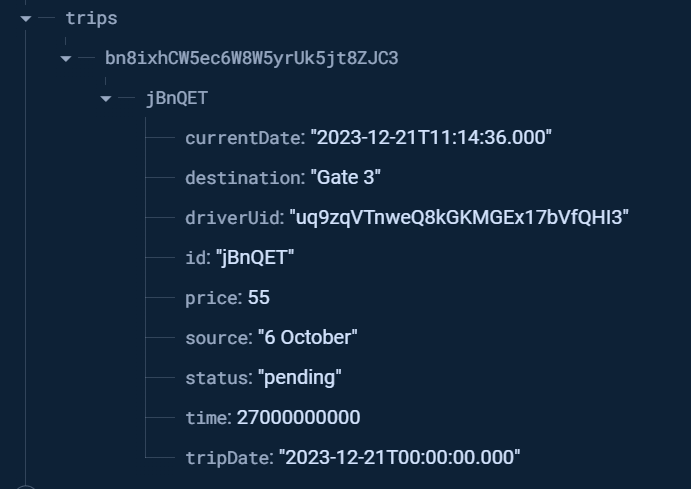 trips
bn8ixhCW5ec6W8W5yrUk5jt8ZJC3
jBnQET
currentDate: "2023-12-21T11:14:36.000"
destination: "Gate 3"
driverUid: "uq9zqVTnweQ8kGKMGEx17bVfQHI3"
id: "jBnQET"
price: 55
source: "6 October"
status: "pending"
time: 27000000000
tripDate: "2023-12-21T00:00:00.000"